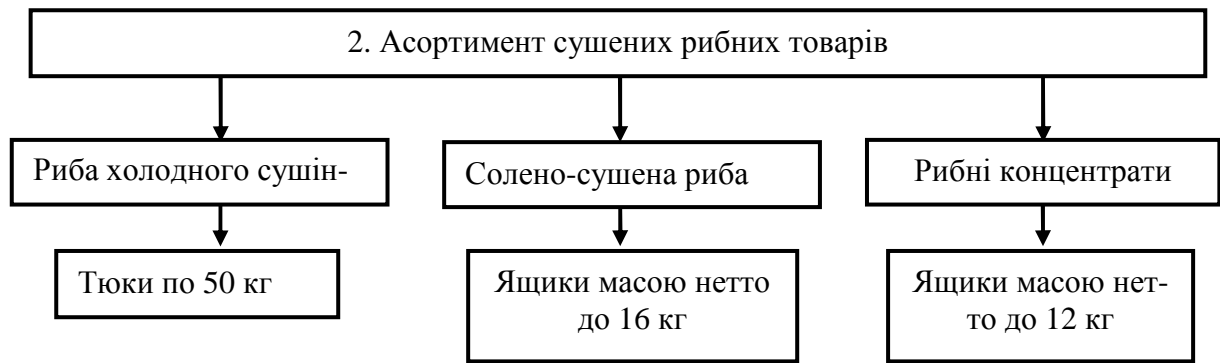 2. Асортимент сушених рибних товарів
Риба холодного сушін-
Солено-сушена риба
Рибні концентрати
Тюки по 50 кг
Ящики масою нетто
до 16 кг
Ящики масою нет-
то до 12 кг